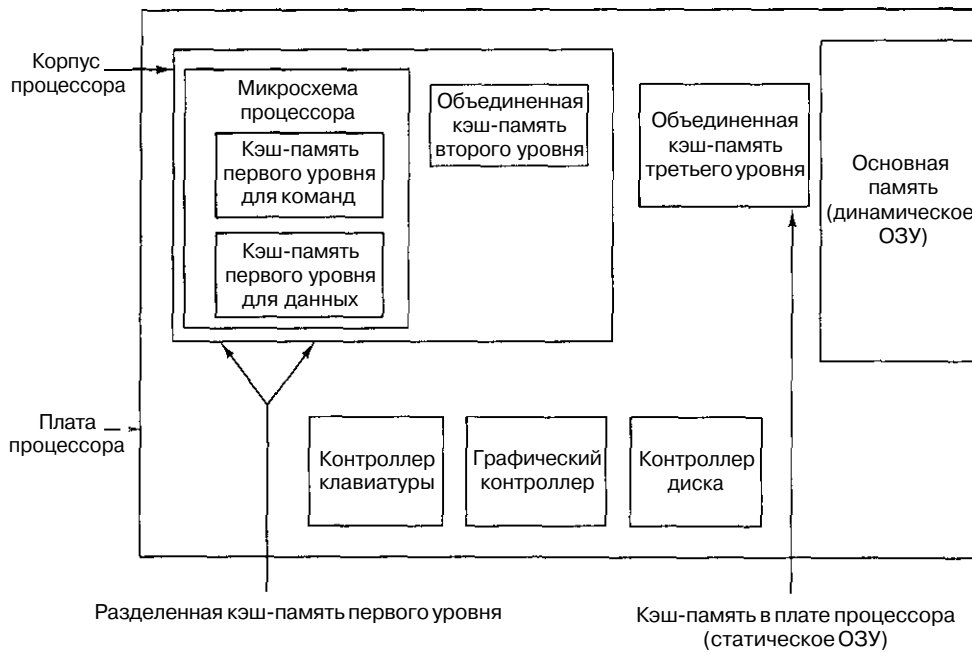 Корпус
процессора
Микросхема
процессора
Кэш-память
первого уровня
для команд
Кэш-память
первого уровня
для данных
Объединенная
кэш-память
второго уровня
Объединенная
кэш-память
третьего уровня
Основная
память
(динамическое
ОЗУ)
Плата
процессора
Контроллер
клавиатуры
Графический
контроллер
Контроллер
диска
Разделенная кэш-память первого уровня
Кэш-память в плате процессора
(статическое ОЗУ)